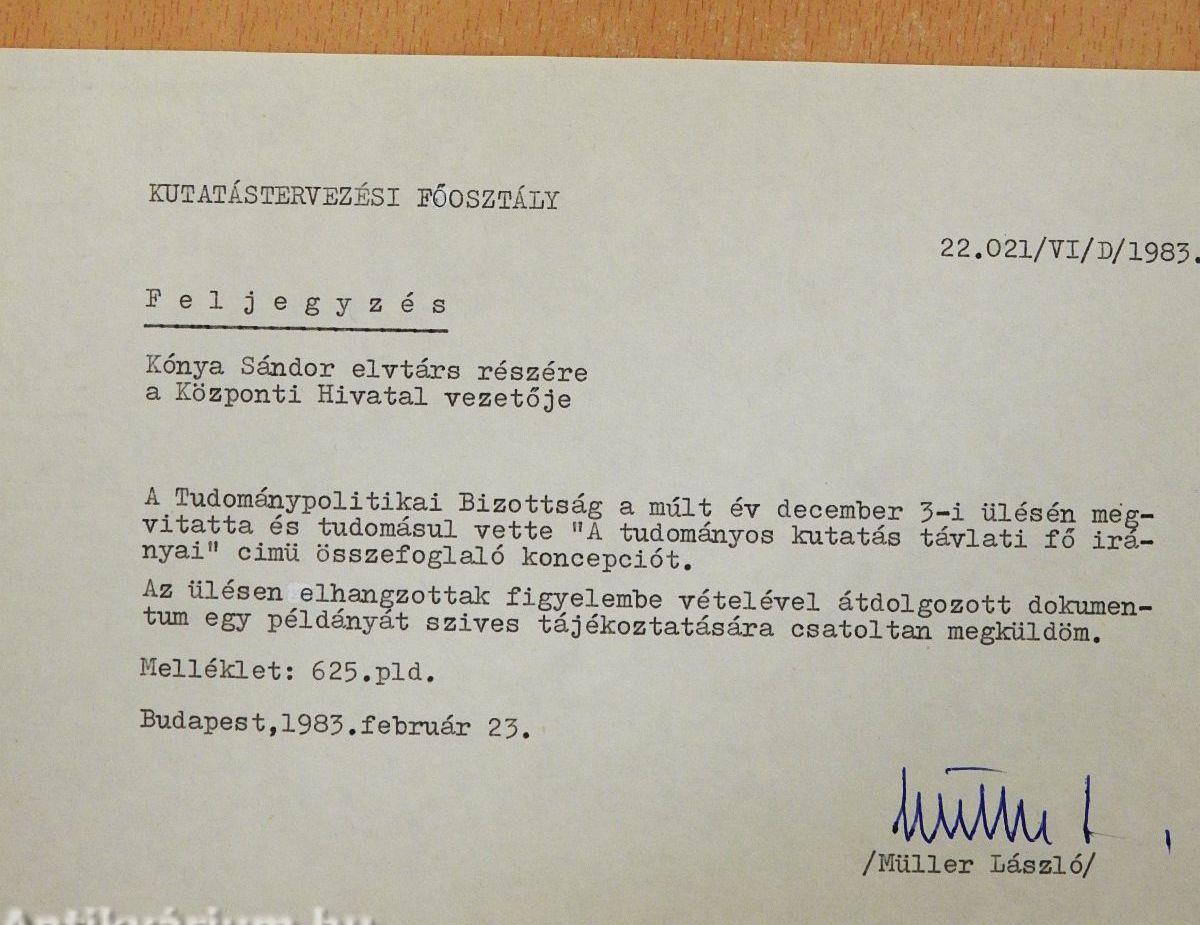 KUTATÁSTERVEZÉSI FŐOSZTÁLY
22.021/VI/D/1983.
F e l j e g y z é s
Kónya Sándor elvtárs részére
a Központi Hivatal vezetője
A Tudománypolitikai Bizottság a múlt év december 3-i ülésén meg-
vitatta és tudomásul vette "A tudományos kutatás távlati fő irá-
nyai" cimü összefoglaló koncepciót.
Az ülésen elhangzottak figyelembe vételével átdolgozott dokumen-
tum egy példányát szives tájékoztatására csatoltan megküldöm.
Melléklet: 625.pld.
Budapest,1983.február 23.
/Müller László/
Antikvárium.hu